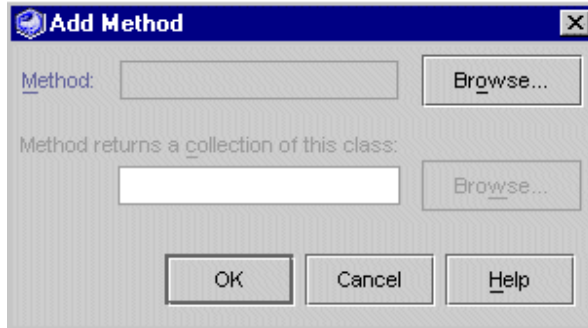 Add Method
Method: Browse...
Method returns a collection of this class:
Browse...
OK Cancel Help